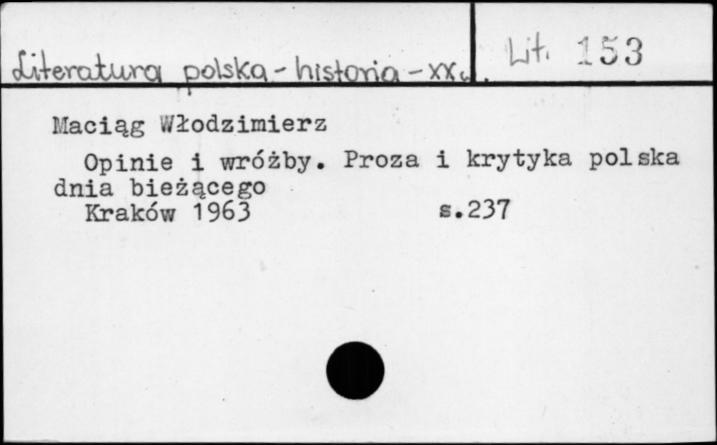 Literatura polska - historia - XX w.
Lit. 153
Maciąg Włodzimierz
Opinie i wróżby. Proza i krytyka polska
dnia bieżącego
Kraków 1963 s.237